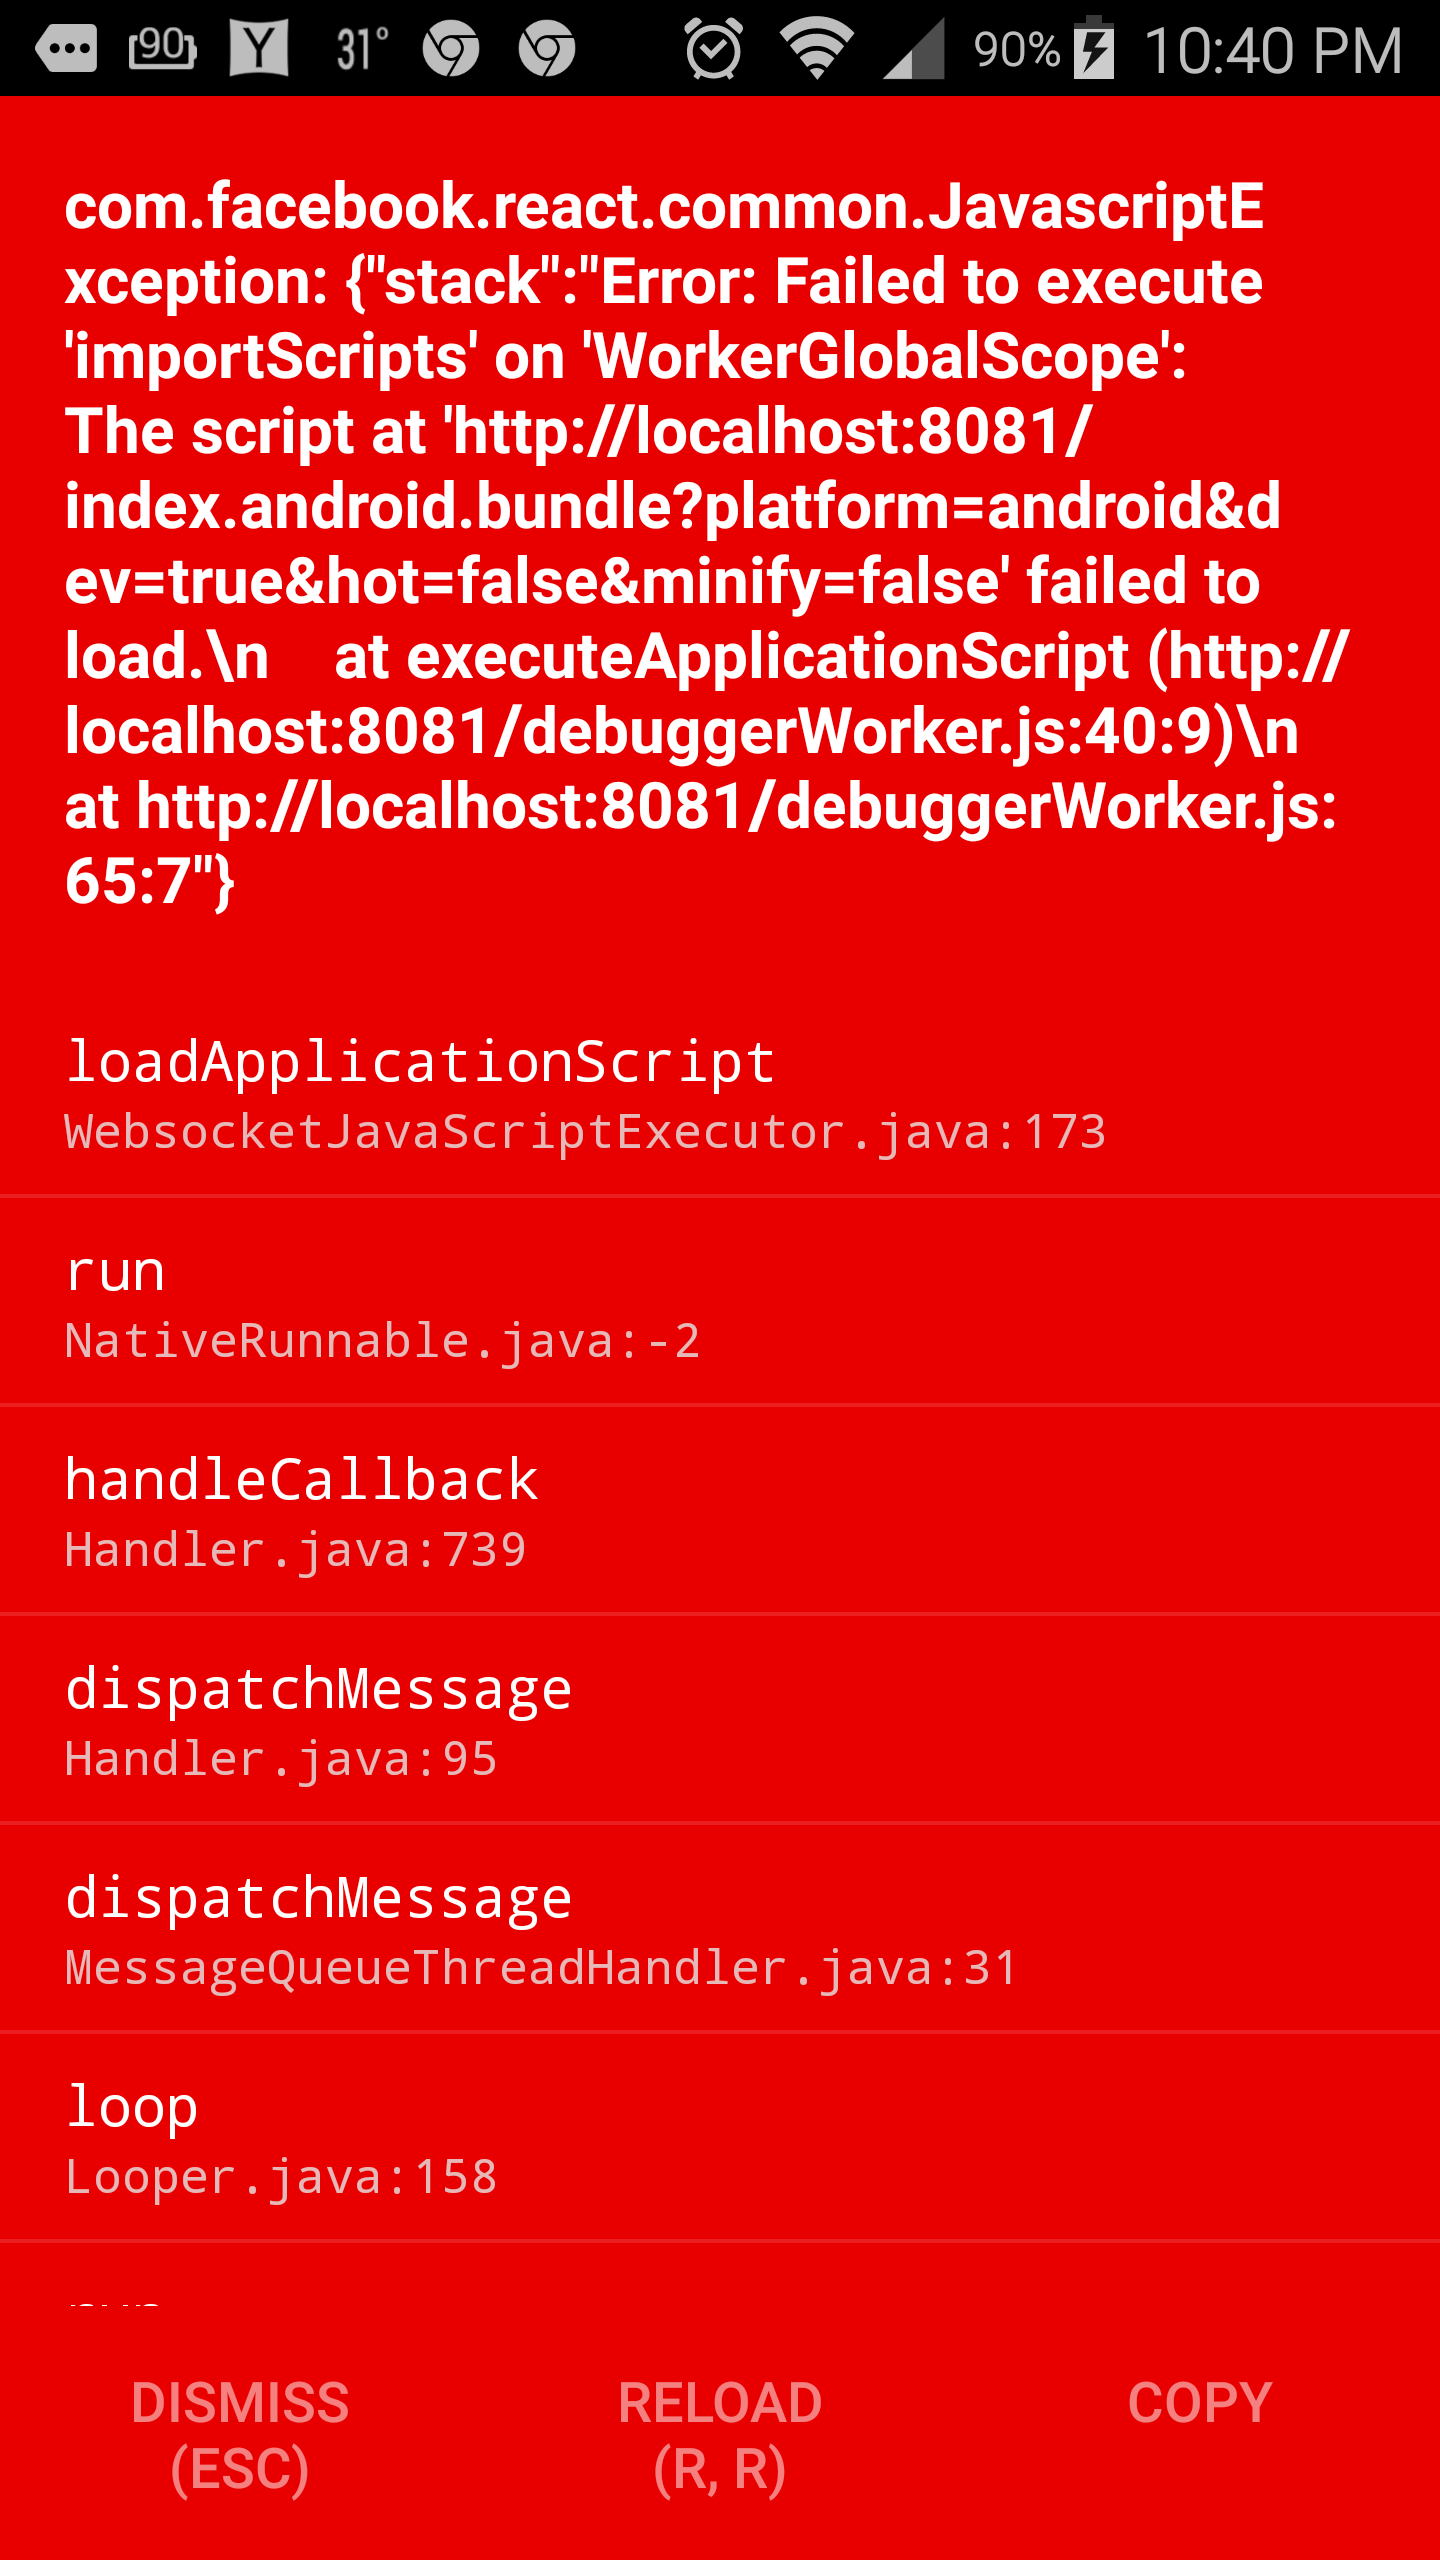 90 Y 31° 90% 10:40 PM
com.facebook.react.common.JavascriptE
xception: {"stack":"Error: Failed to execute
'importScripts' on 'WorkerGlobalScope':
The script at 'http://localhost:8081/
index.android.bundle?platform=android&d
ev=true&hot=false&minify=false' failed to
load.\n    at executeApplicationScript (http://
localhost:8081/debuggerWorker.js:40:9)\n
at http://localhost:8081/debuggerWorker.js:
65:7"}
loadApplicationScript
WebsocketJavaScriptExecutor.java:173
run
NativeRunnable.java:-2
handleCallback
Handler.java:739
dispatchMessage
Handler.java:95
dispatchMessage
MessageQueueThreadHandler.java:31
loop
Looper.java:158
DISMISS
(ESC)
RELOAD
(R, R)
COPY